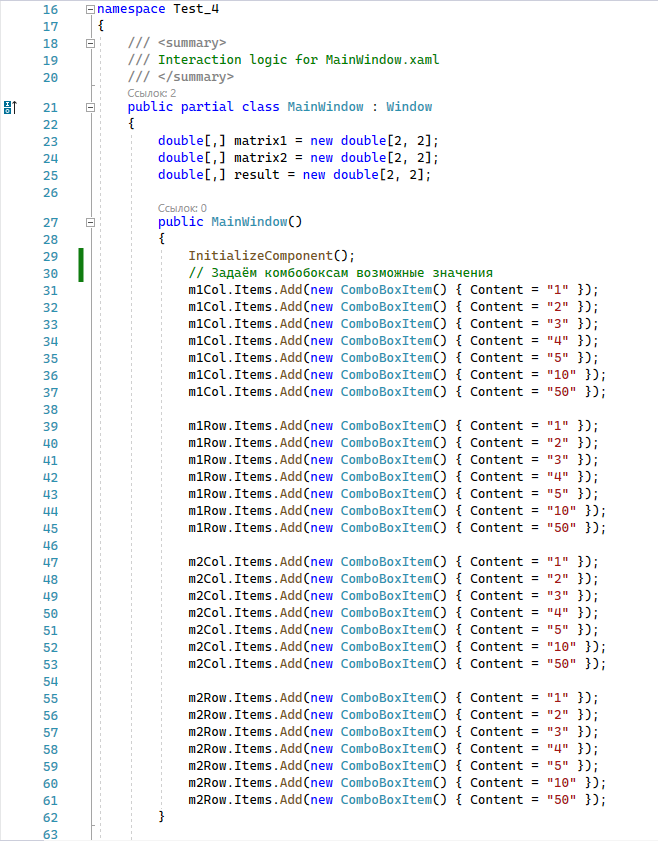 16 namespace Test_4
17 {
18 /// <summary>
19 /// Interaction logic for MainWindow.xaml
20 /// </summary>
Ссылок: 2
21 public partial class MainWindow : Window
22 {
23 double[,] matrix1 = new double[2, 2];
24 double[,] matrix2 = new double[2, 2];
25 double[,] result = new double[2, 2];
26
Ссылок: 0
27 public MainWindow()
28 {
29 InitializeComponent();
30 // Задаём комбобоксам возможные значения
31 m1Col.Items.Add(new ComboBoxItem() { Content = "1" });
32 m1Col.Items.Add(new ComboBoxItem() { Content = "2" });
33 m1Col.Items.Add(new ComboBoxItem() { Content = "3" });
34 m1Col.Items.Add(new ComboBoxItem() { Content = "4" });
35 m1Col.Items.Add(new ComboBoxItem() { Content = "5" });
36 m1Col.Items.Add(new ComboBoxItem() { Content = "10" });
37 m1Col.Items.Add(new ComboBoxItem() { Content = "50" });
38
39 m1Row.Items.Add(new ComboBoxItem() { Content = "1" });
40 m1Row.Items.Add(new ComboBoxItem() { Content = "2" });
41 m1Row.Items.Add(new ComboBoxItem() { Content = "3" });
42 m1Row.Items.Add(new ComboBoxItem() { Content = "4" });
43 m1Row.Items.Add(new ComboBoxItem() { Content = "5" });
44 m1Row.Items.Add(new ComboBoxItem() { Content = "10" });
45 m1Row.Items.Add(new ComboBoxItem() { Content = "50" });
46
47 m2Col.Items.Add(new ComboBoxItem() { Content = "1" });
48 m2Col.Items.Add(new ComboBoxItem() { Content = "2" });
49 m2Col.Items.Add(new ComboBoxItem() { Content = "3" });
50 m2Col.Items.Add(new ComboBoxItem() { Content = "4" });
51 m2Col.Items.Add(new ComboBoxItem() { Content = "5" });
52 m2Col.Items.Add(new ComboBoxItem() { Content = "10" });
53 m2Col.Items.Add(new ComboBoxItem() { Content = "50" });
54
55 m2Row.Items.Add(new ComboBoxItem() { Content = "1" });
56 m2Row.Items.Add(new ComboBoxItem() { Content = "2" });
57 m2Row.Items.Add(new ComboBoxItem() { Content = "3" });
58 m2Row.Items.Add(new ComboBoxItem() { Content = "4" });
59 m2Row.Items.Add(new ComboBoxItem() { Content = "5" });
60 m2Row.Items.Add(new ComboBoxItem() { Content = "10" });
61 m2Row.Items.Add(new ComboBoxItem() { Content = "50" });
62 }
63